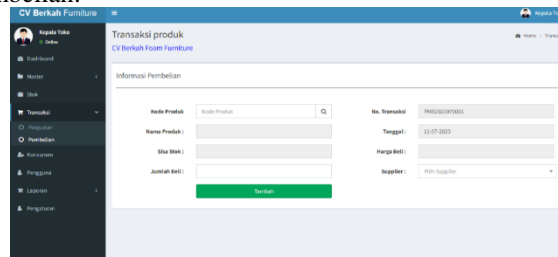 CV Berkah Furniture
Kepala Toko
Online
Transaksi produk
CV Berkah Foam Furniture
Home
Dashboard
Master
Informasi Pembelian
Stok
Transaksi
Kode Produk
Kode Produk
No. Transaksi
Penjualan
Nama Produk :
Tanggal :
11-07-2023
Pembelian
Konsumen
Sisa Stok :
Harga Beli :
Pengguna
Jumlah Beli :
Supplier :
Pilih Supplier
Tambah
Laporan
Pengaturan